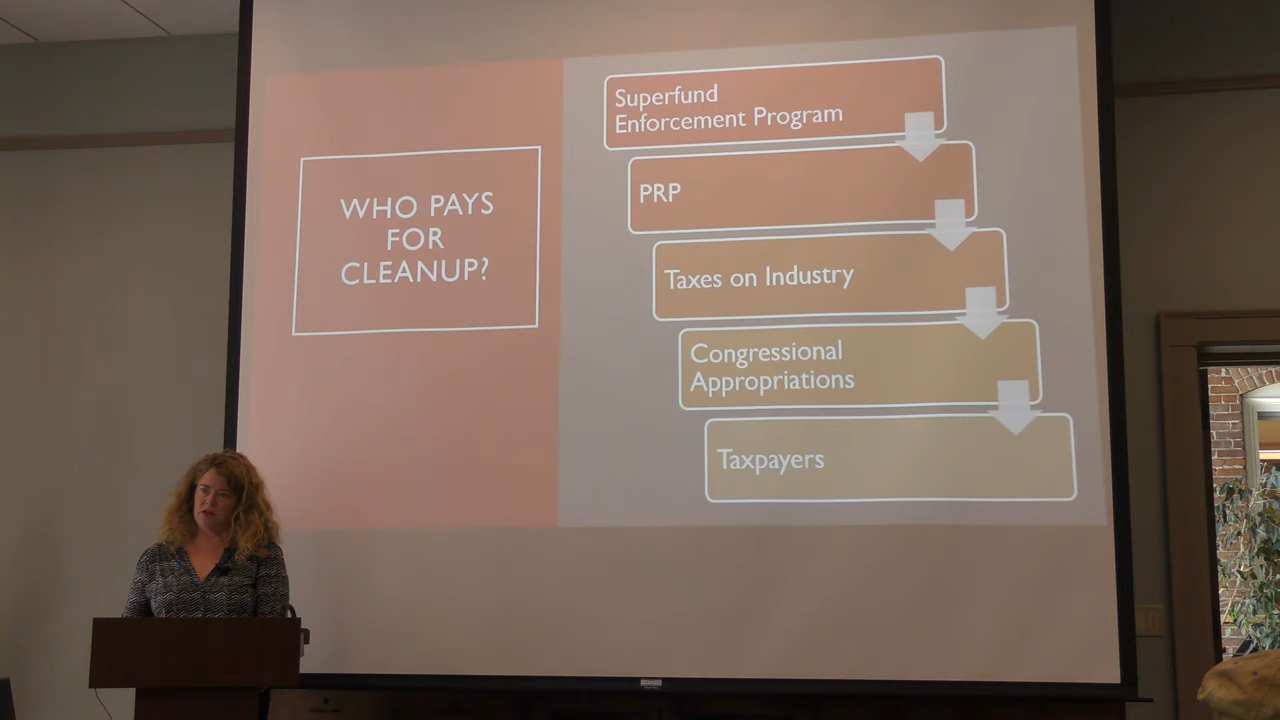 WHO PAYS
FOR
CLEANUP?
Superfund
Enforcement Program
PRP
Taxes on Industry
Congressional
Appropriations
Taxpayers